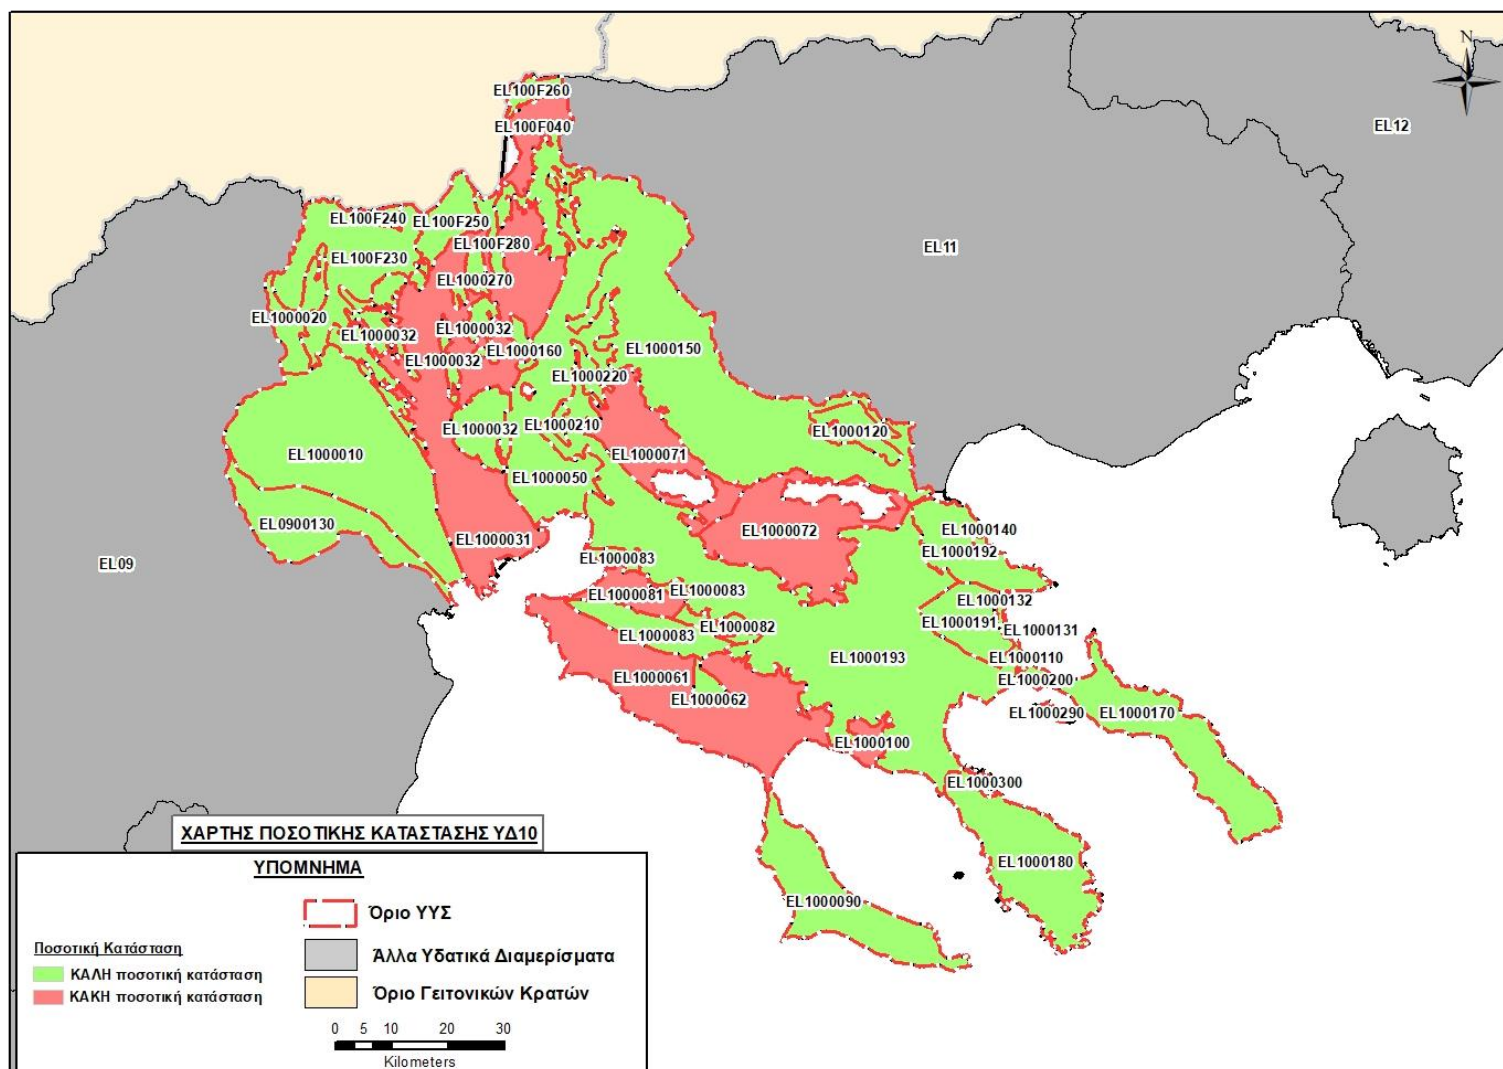 N
EL100F260
EL100F040
EL12
EL100F240
EL100F250
EL100F280
EL11
EL100F230
EL1000270
EL1000020
EL1000032
EL1000032
EL1000160
EL1000150
EL1000032
EL1000220
EL1000210
EL1000120
EL1000032
EL1000010
EL1000071
EL1000050
EL0900130
EL1000031
EL1000072
EL1000140
EL1000192
EL09
EL1000083
EL1000081
EL1000083
EL1000132
EL1000191
EL1000082
EL1000131
EL1000083
EL1000193
EL1000110
EL1000061
EL1000200
EL1000062
EL1000290
EL1000170
EL1000100
EL1000300
EL1000180
EL1000090
ΧΑΡΤΗΣ ΠΟΣΟΤΙΚΗΣ ΚΑΤΑΣΤΑΣΗΣ ΥΔ10
ΥΠΟΜΝΗΜΑ
Όριο ΥΥΣ
Ποσοτική Κατάσταση
Άλλα Υδατικά Διαμερίσματα
ΚΑΛΗ ποσοτική κατάσταση
ΚΑΚΗ ποσοτική κατάσταση
Όριο Γειτονικών Κρατών
0 5 10 20 30
Kilometers